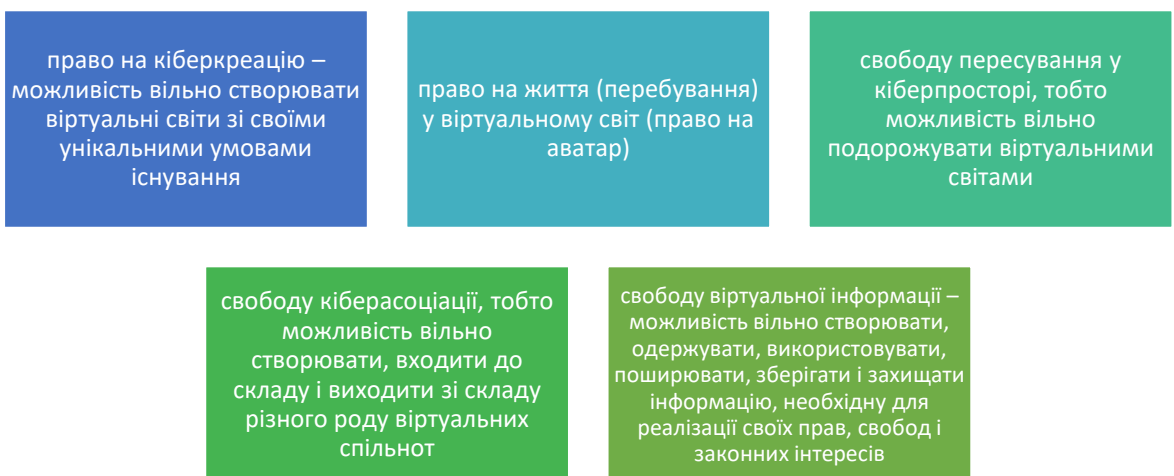 право на кіберкреацію –
можливість вільно створювати
віртуальні світи зі своїми
унікальними умовами
існування
право на життя (перебування)
у віртуальному світ (право на
аватар)
свободу пересування у
кіберпросторі, тобто
можливість вільно
подорожувати віртуальними
світами
свободу кіберасоціації, тобто
можливість вільно
створювати, входити до
складу і виходити зі складу
різного роду віртуальних
спільнот
свободу віртуальної інформації –
можливість вільно створювати,
одержувати, використовувати,
поширювати, зберігати і захищати
інформацію, необхідну для
реалізації своїх прав, свобод і
законних інтересів